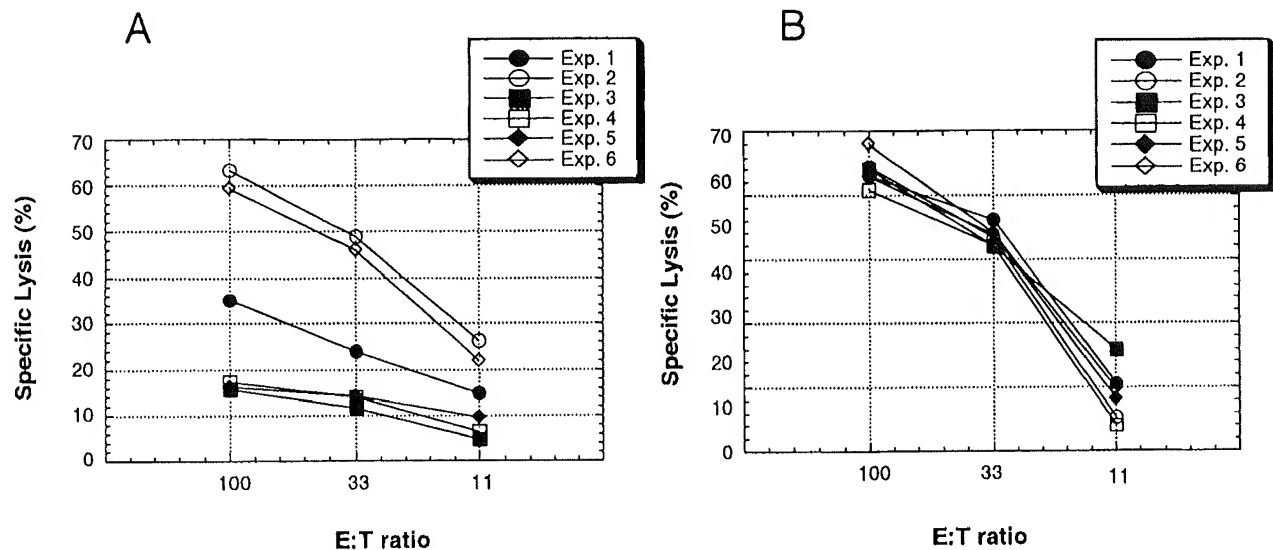 A
Exp. 1
Exp. 2
Exp. 3
Exp. 4
Exp. 5
Exp. 6
Specific Lysis (%)
70
60
50
40
30
20
10
0
100 33 11
E:T ratio
B
Exp. 1
Exp. 2
Exp. 3
Exp. 4
Exp. 5
Exp. 6
Specific Lysis (%)
70
60
50
40
30
20
10
0
100 33 11
E:T ratio